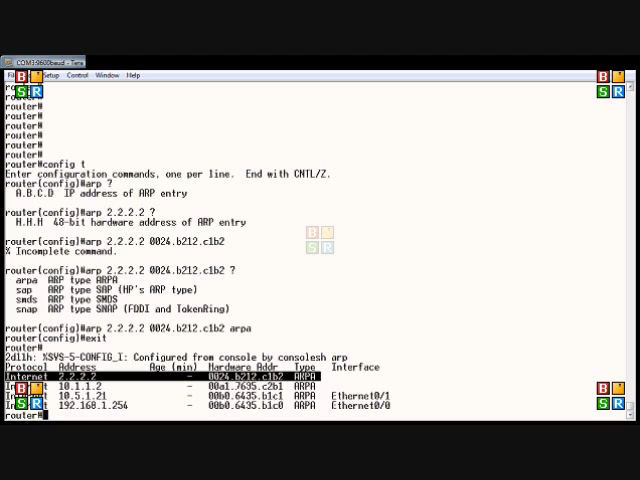 COM3:9600baud - Tera
Setup Control Window Help
router#
router#
router#
router#
router#
router#
router#
router#
router#config t
Enter configuration commands, one per line.  End with CNTL/Z.
router(config)#arp ?
A.B.C.D  IP address of ARP entry
router(config)#arp 2.2.2.2 ?
H.H.H  48-bit hardware address of ARP entry
router(config)#arp 2.2.2.2 0024.b212.c1b2
% Incomplete command.
router(config)#arp 2.2.2.2 0024.b212.c1b2 ?
arpa  ARP type ARPA
sap   ARP type SAP (HP's ARP type)
smds  ARP type SMDS
snap  ARP type SNAP (FDDI and TokenRing)
router(config)#arp 2.2.2.2 0024.b212.c1b2 arpa
router(config)#exit
router#
2d11h: %SYS-5-CONFIG_I: Configured from console by consolesh arp
Protocol  Address  Age (min)  Hardware Addr  Type  Interface
Internet  2.2.2.2  -  0024.b212.c1b2  ARPA
10.1.1.2  -  00a1.7695.c2b1  ARPA
10.5.1.21  -  00b0.6435.b1c1  ARPA  Ethernet0/1
192.168.1.254  -  00b0.6435.b1c0  ARPA  Ethernet0/0
router#
B
S R
B
S R
B
S R
B
S R
B
S R